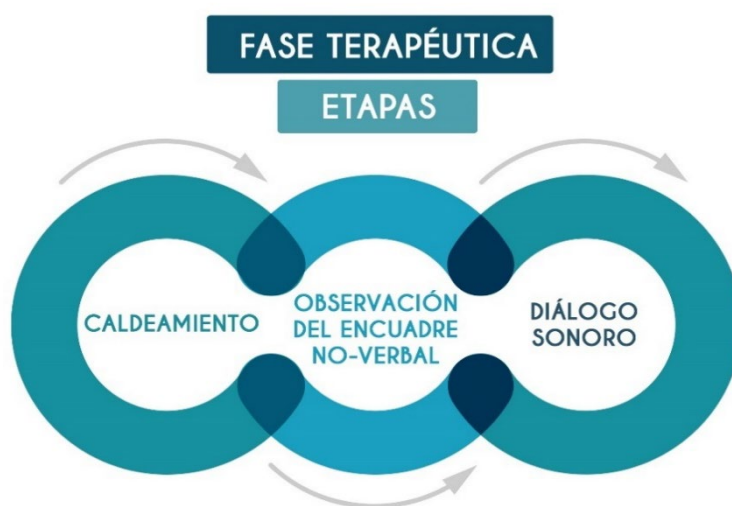 FASE TERAPÉUTICA
ETAPAS
CALDEAMIENTO
OBSERVACIÓN
DEL ENCUADRE
NO-VERBAL
DIÁLOGO
SONORO